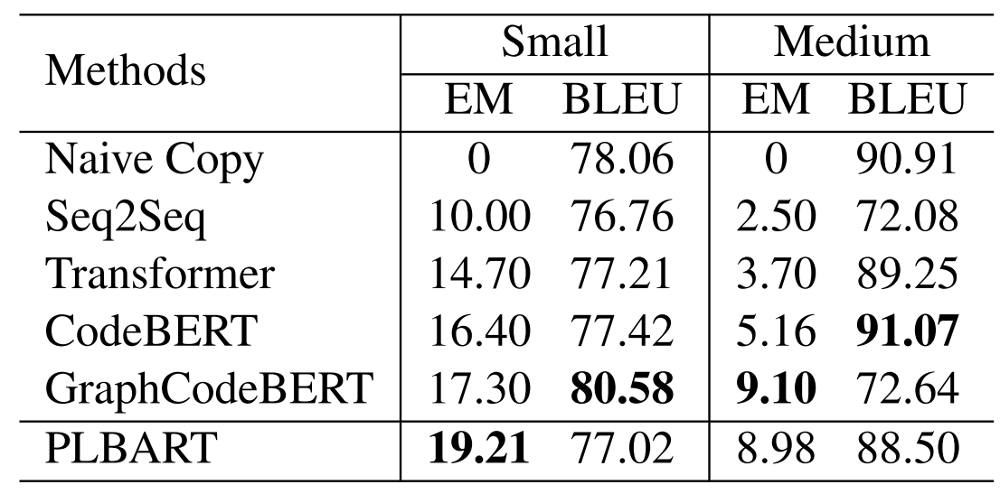 Methods Small Medium
EM BLEU EM BLEU
Naive Copy 0 78.06 0 90.91
Seq2Seq 10.00 76.76 2.50 72.08
Transformer 14.70 77.21 3.70 89.25
CodeBERT 16.40 77.42 5.16 91.07
GraphCodeBERT 17.30 80.58 9.10 72.64
PLBART 19.21 77.02 8.98 88.50